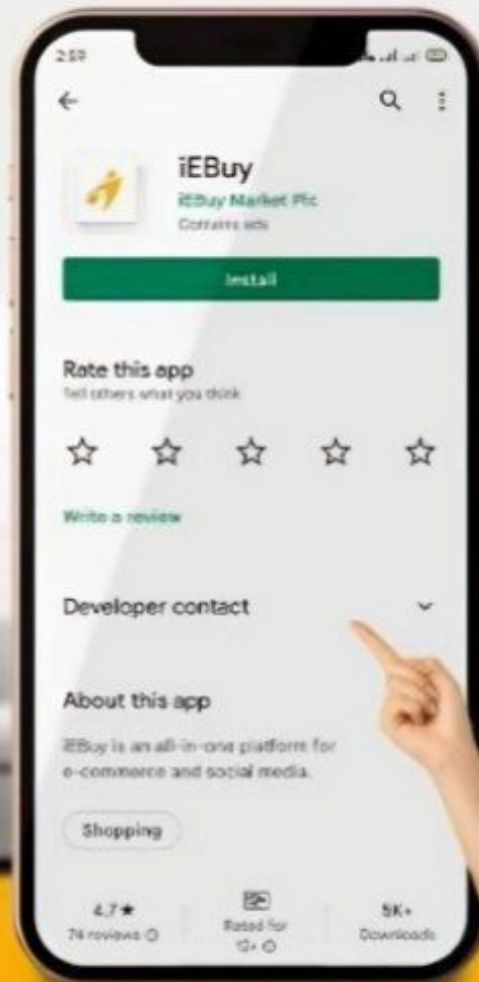 2:59
iEBuy
iEBuy Market Plc
Contains ads
Install
Rate this app
Tell others what you think
Write a review
Developer contact
About this app
iEBuy is an all-in-one platform for
e-commerce and social media.
Shopping
4.7★
74 reviews
Rated for
12+
5K+
Downloads